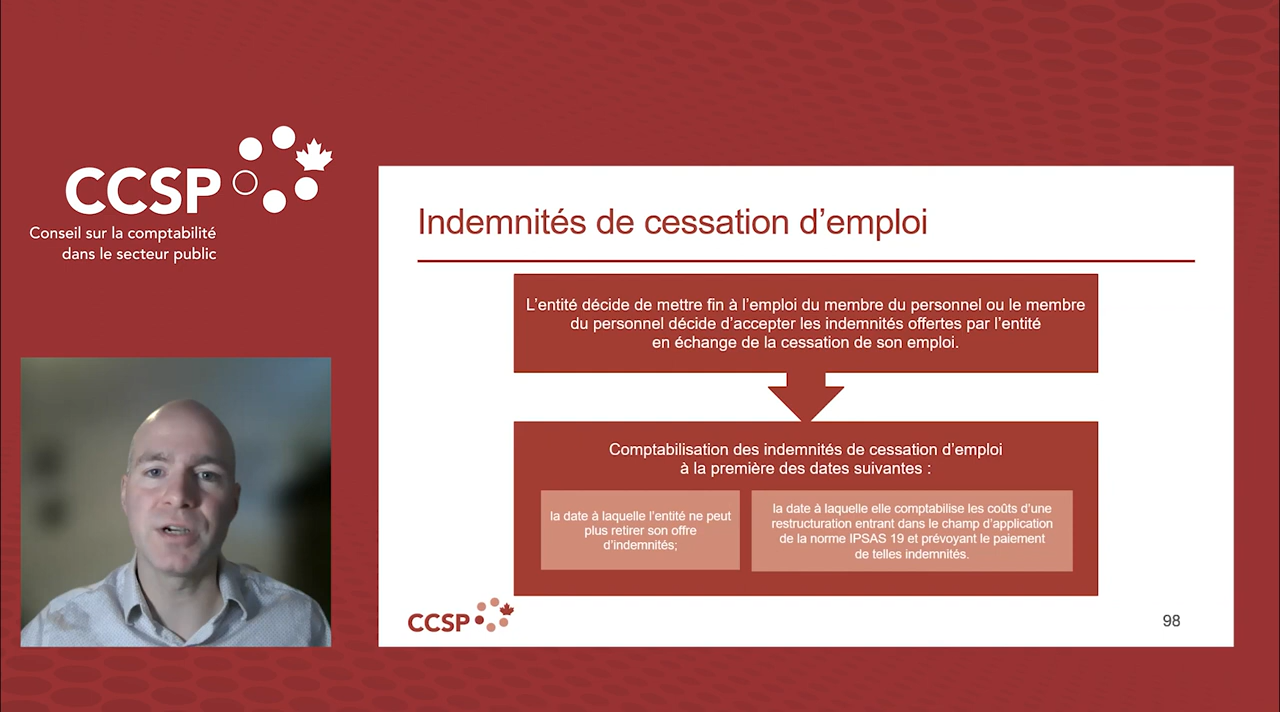 CCSP
Conseil sur la comptabilité
dans le secteur public
Indemnités de cessation d’emploi
L’entité décide de mettre fin à l’emploi du membre du personnel ou le membre
du personnel décide d’accepter les indemnités offertes par l’entité
en échange de la cessation de son emploi.
Comptabilisation des indemnités de cessation d’emploi
à la première des dates suivantes :
la date à laquelle l’entité ne peut
plus retirer son offre
d’indemnités;
la date à laquelle elle comptabilise les coûts d’une
restructuration entrant dans le champ d’application
de la norme IPSAS 19 et prévoyant le paiement
de telles indemnités.
CCSP
98